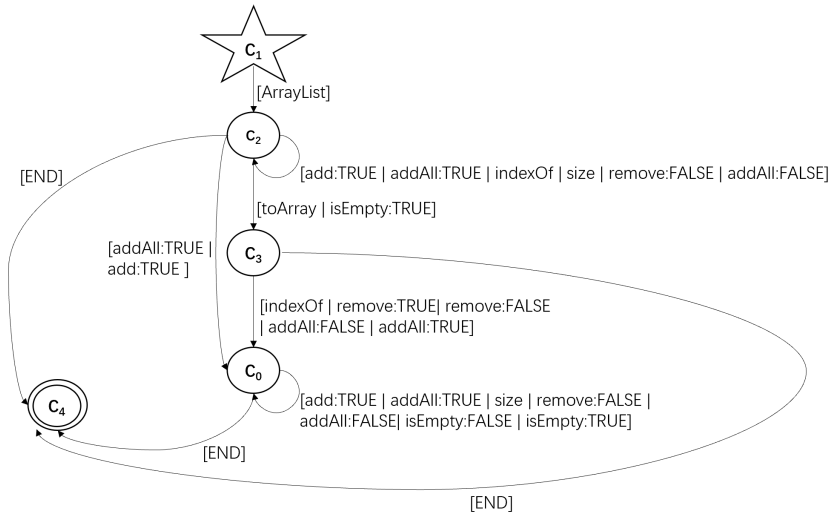 C1
[ArrayList]
C2
[END]
[add:TRUE | addAll:TRUE | indexOf | size | remove:FALSE | addAll:FALSE]
[toArray | isEmpty:TRUE]
[addAll:TRUE |
add:TRUE ]
C3
[indexOf | remove:TRUE| remove:FALSE
| addAll:FALSE | addAll:TRUE]
C0
C4
[add:TRUE | addAll:TRUE | size | remove:FALSE |
addAll:FALSE| isEmpty:FALSE | isEmpty:TRUE]
[END]
[END]